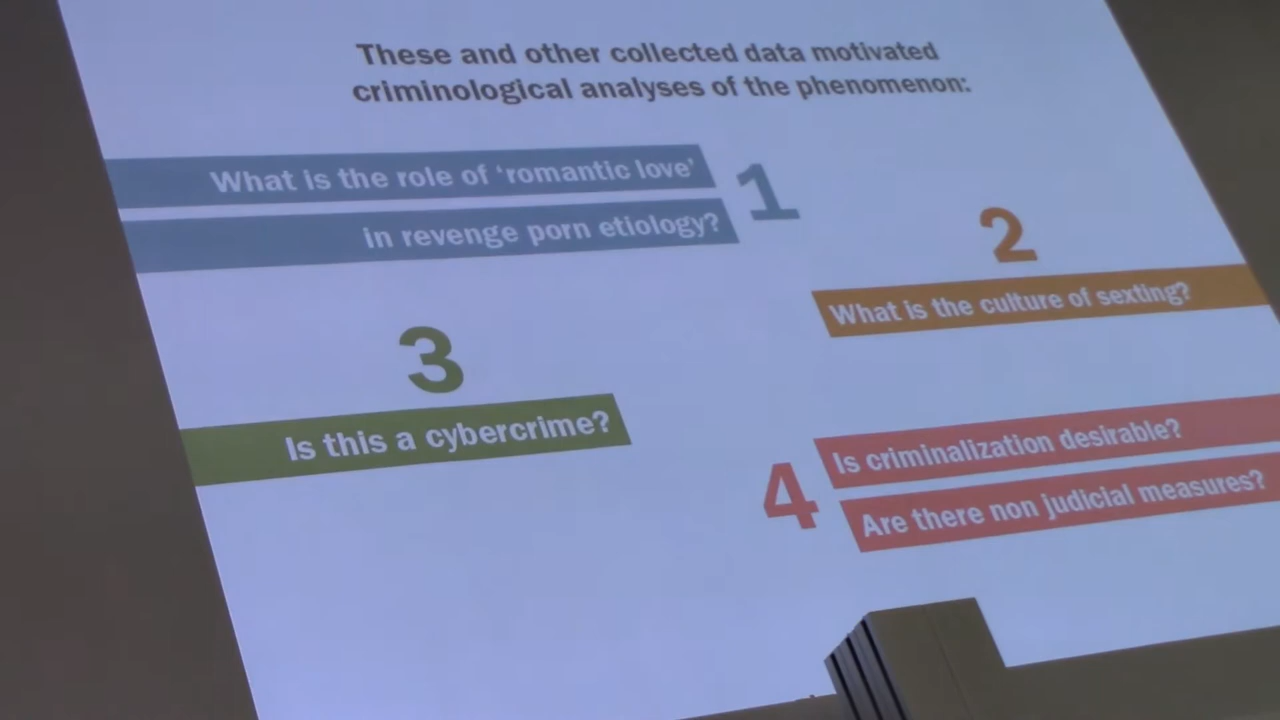 These and other collected data motivated
criminological analyses of the phenomenon:
What is the role of ‘romantic love’
in revenge porn etiology?
1
2
What is the culture of sexting?
3
Is this a cybercrime?
4
Is criminalization desirable?
Are there non judicial measures?